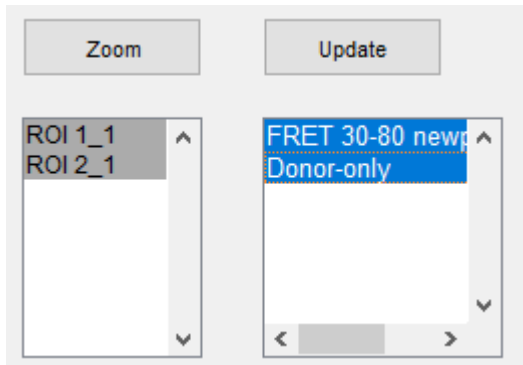 Zoom
Update
ROI 1_1
ROI 2_1
FRET 30-80 newp
Donor-only